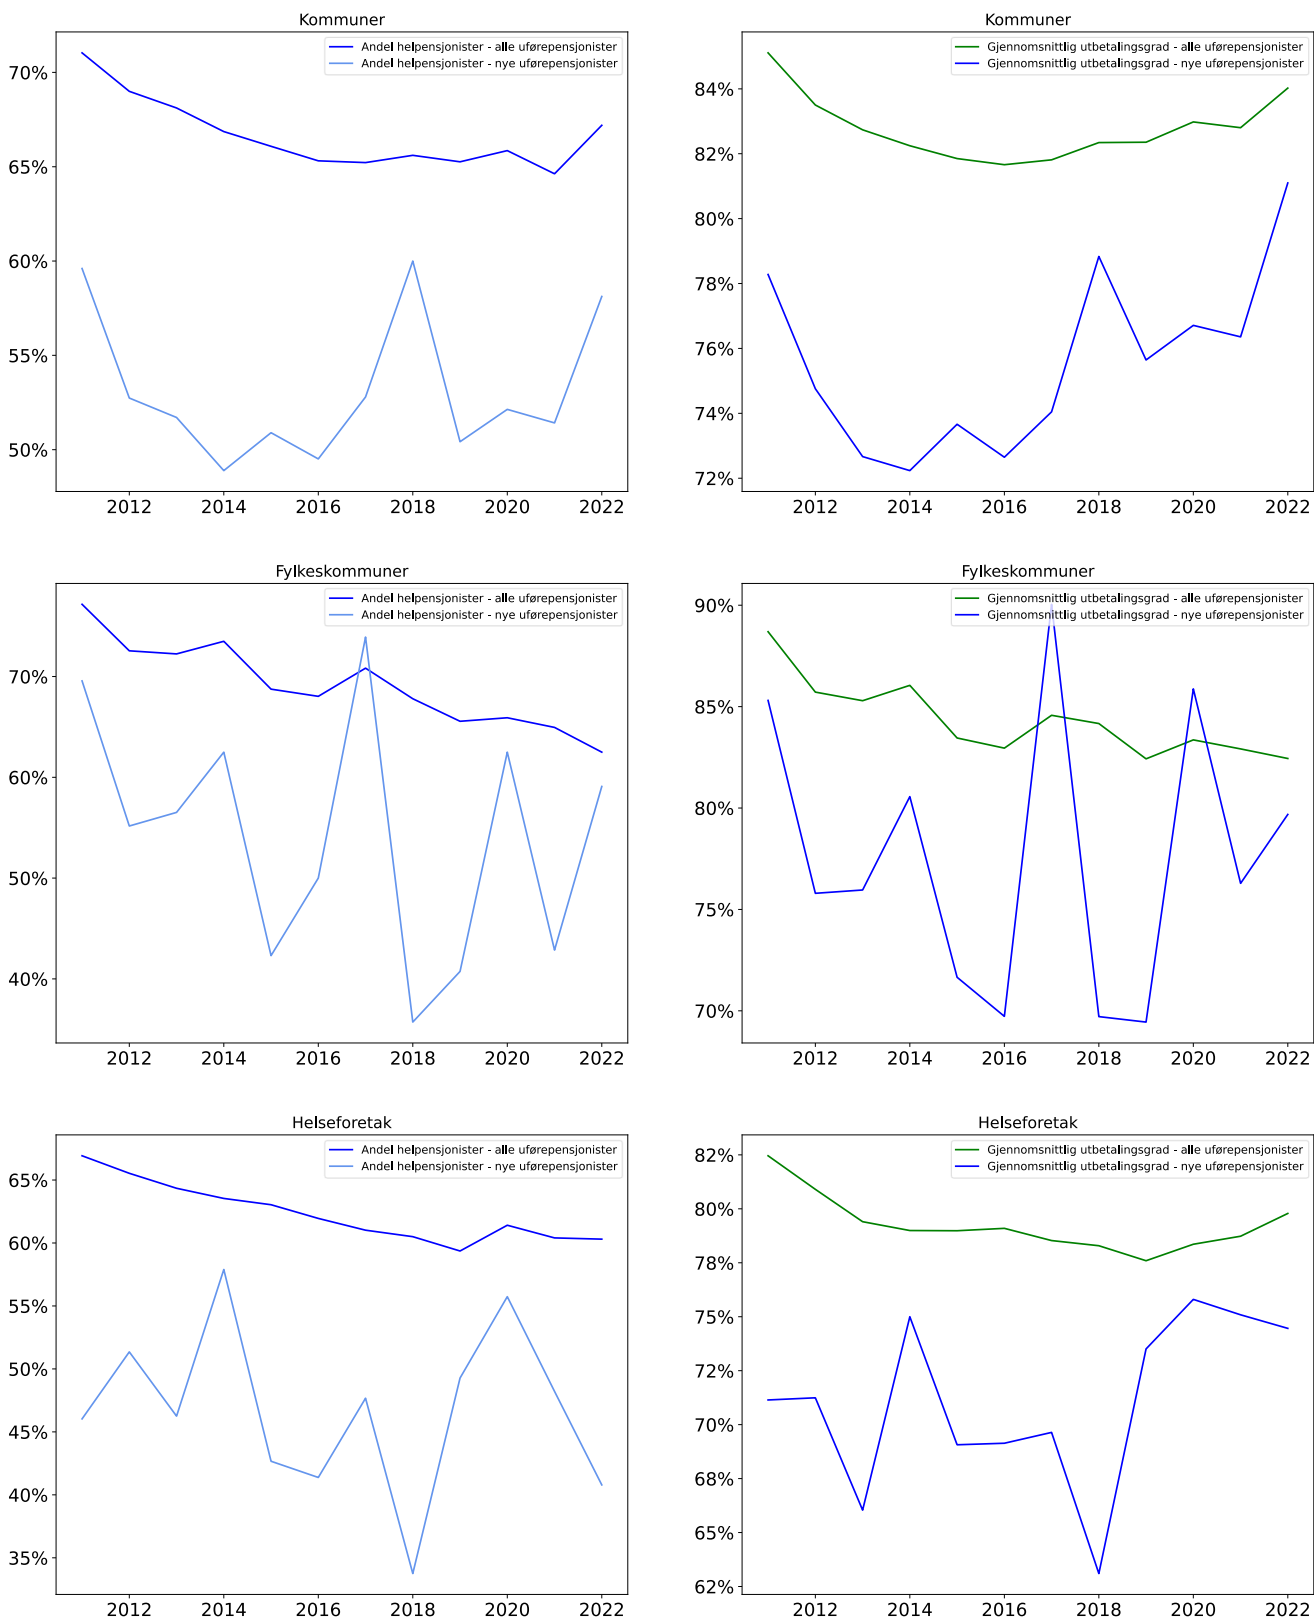 Kommuner
Andel helpensjonister - alle uførepensjonister
Andel helpensjonister - nye uførepensjonister
70%
65%
60%
55%
50%
2012 2014 2016 2018 2020 2022
Kommuner
Gjennomsnittlig utbetalingsgrad - alle uførepensjonister
Gjennomsnittlig utbetalingsgrad - nye uførepensjonister
84%
82%
80%
78%
76%
74%
72%
2012 2014 2016 2018 2020 2022
Fylkeskommuner
Andel helpensjonister - alle uførepensjonister
Andel helpensjonister - nye uførepensjonister
70%
60%
50%
40%
2012 2014 2016 2018 2020 2022
Fylkeskommuner
90%
Gjennomsnittlig utbetalingsgrad - alle uførepensjonister
Gjennomsnittlig utbetalingsgrad - nye uførepensjonister
85%
80%
75%
70%
2012 2014 2016 2018 2020 2022
Helseforetak
Andel helpensjonister - alle uførepensjonister
Andel helpensjonister - nye uførepensjonister
65%
60%
55%
50%
45%
40%
35%
2012 2014 2016 2018 2020 2022
Helseforetak
Gjennomsnittlig utbetalingsgrad - alle uførepensjonister
Gjennomsnittlig utbetalingsgrad - nye uførepensjonister
82%
80%
78%
75%
72%
70%
68%
65%
62%
2012 2014 2016 2018 2020 2022